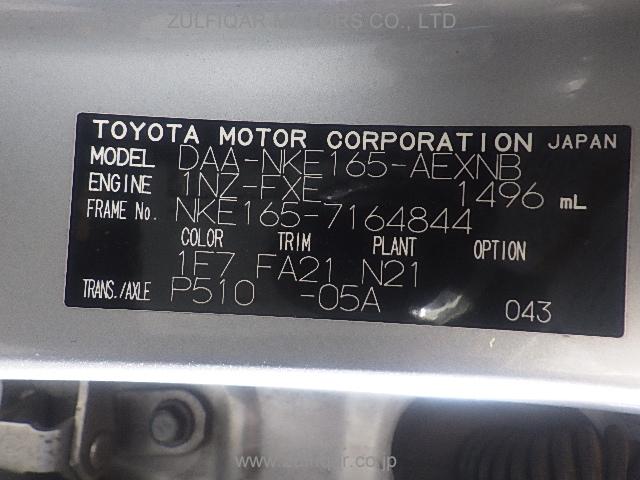 ZULFIQAR MOTORS CO., LTD.
TOYOTA MOTOR CORPORATION JAPAN
MODEL DAA-NKE165-AEXNB
ENGINE 1NZ-FXE 1496 mL
FRAME No. NKE165-7164844
COLOR TRIM PLANT OPTION
1F7 FA21 N21
TRANS./AXLE P510 -05A
043
www.zulfiqar.co.jp